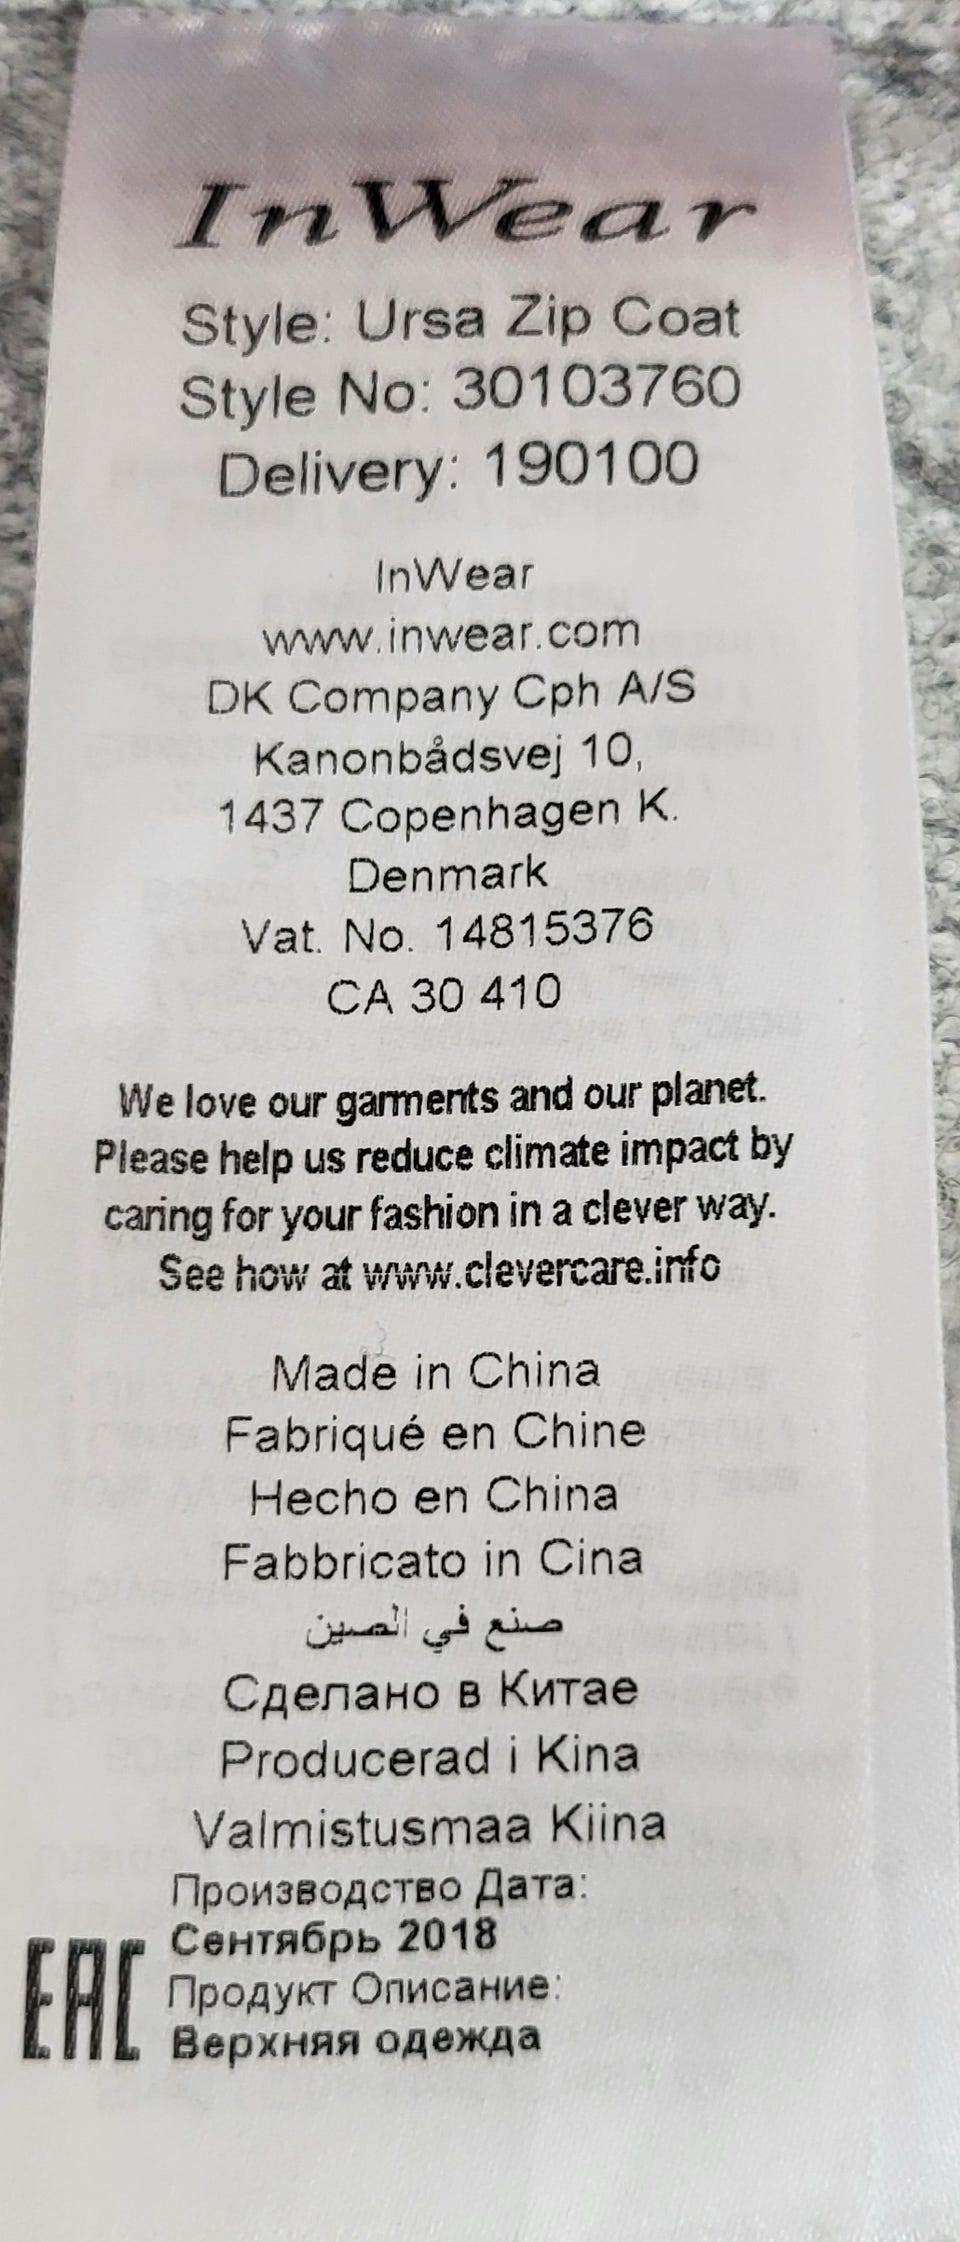 InWear
Style: Ursa Zip Coat
Style No: 30103760
Delivery: 190100
InWear
www.inwear.com
DK Company Cph A/S
Kanonbådsvej 10,
1437 Copenhagen K.
Denmark
Vat. No. 14815376
CA 30 410
We love our garments and our planet.
Please help us reduce climate impact by
caring for your fashion in a clever way.
See how at www.clevercare.info
Made in China
Fabriqué en Chine
Hecho en China
Fabbricato in Cina
صنع في الصين
Сделано в Китае
Producerad i Kina
Valmistusmaa Kiina
Производство Дата:
Сентябрь 2018
Продукт Описание:
Верхняя одежда
EAC